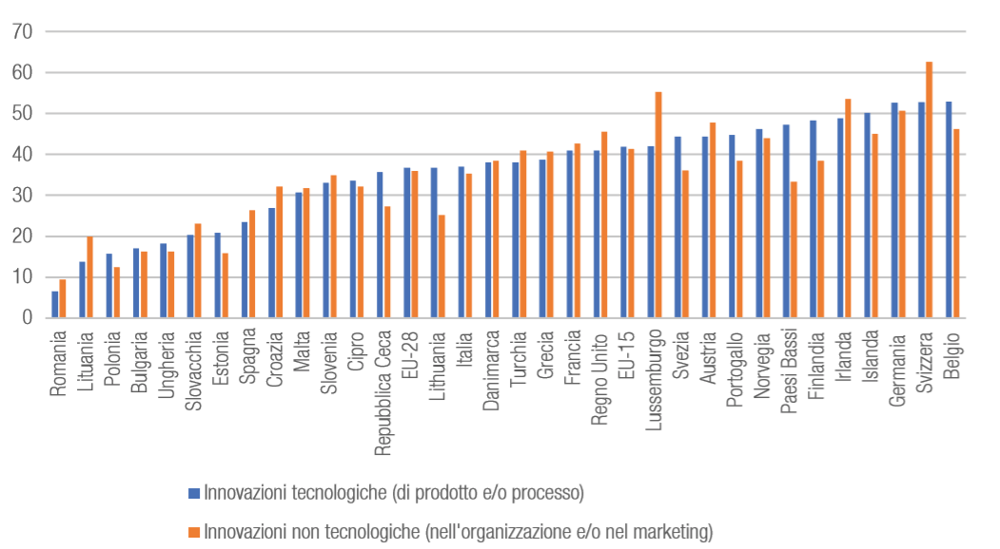 70
60
50
40
30
20
10
0
Romania
Lituania
Polonia
Bulgaria
Ungheria
Slovacchia
Estonia
Spagna
Croazia
Malta
Slovenia
Cipro
Repubblica Ceca
EU-28
Lithuania
Italia
Danimarca
Turchia
Grecia
Francia
Regno Unito
EU-15
Lussemburgo
Svezia
Austria
Portogallo
Norvegia
Paesi Bassi
Finlandia
Irlanda
Islanda
Germania
Svizzera
Belgio
Innovazioni tecnologiche (di prodotto e/o processo)
Innovazioni non tecnologiche (nell'organizzazione e/o nel marketing)